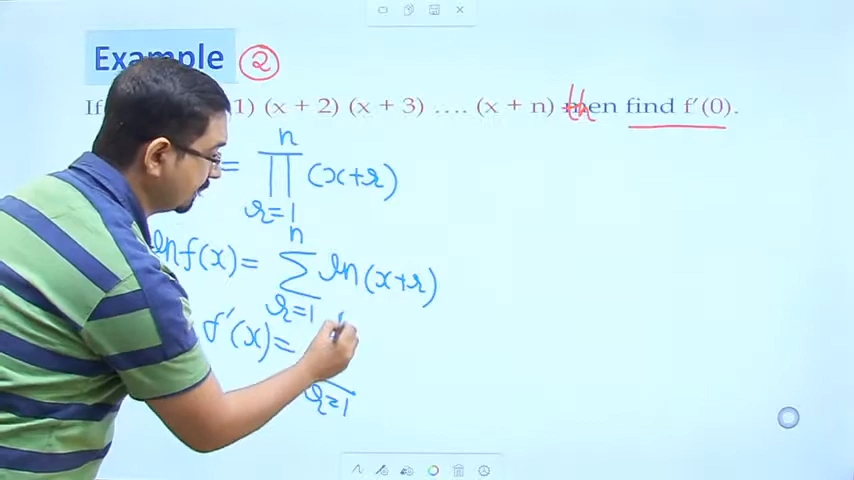 Example 2
If 1) (x + 2) (x + 3) .... (x + n) then find f'(0).
= n ∏ r=1 (x+r)
ln f(x) = n ∑ r=1 ln(x+r)
f'(x) =
r=1